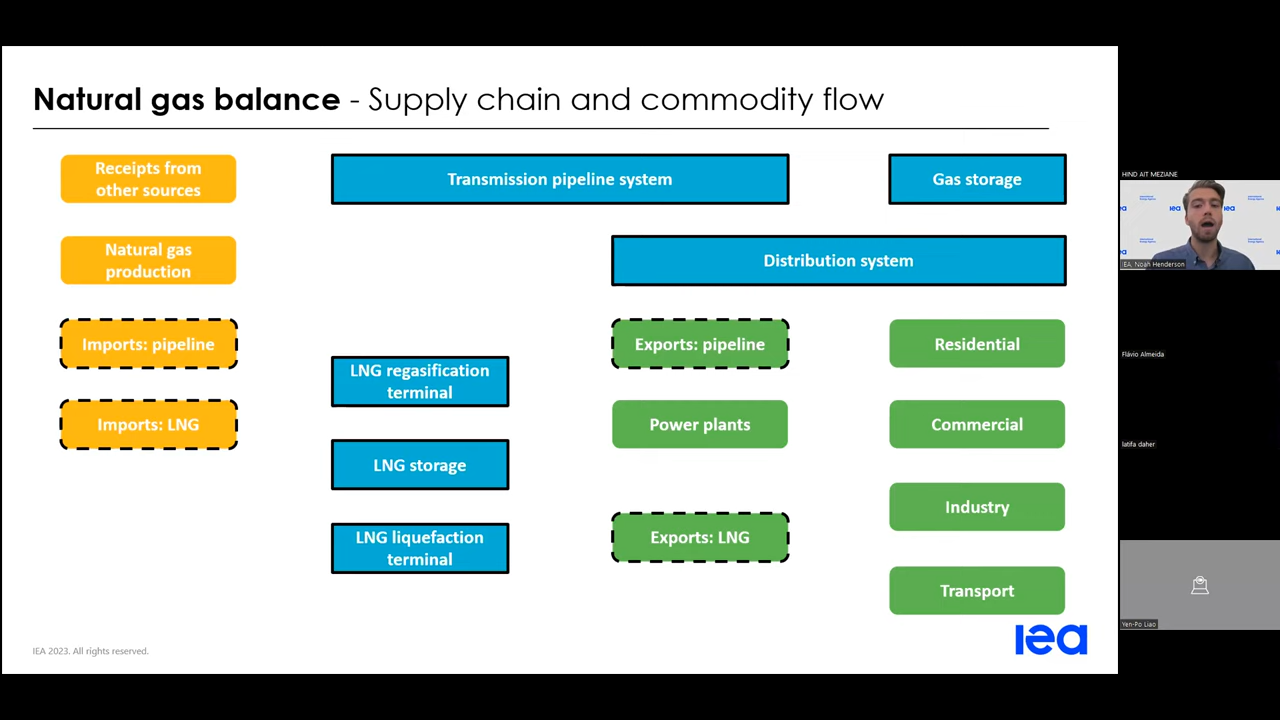 Natural gas balance - Supply chain and commodity flow
Receipts from
other sources
Transmission pipeline system
Gas storage
Natural gas
production
Distribution system
Imports: pipeline
Exports: pipeline
Residential
LNG regasification
terminal
Imports: LNG
Power plants
Commercial
LNG storage
Industry
LNG liquefaction
terminal
Exports: LNG
Transport
IEA 2023. All rights reserved.
iea
HIND AIT MEZIANE
iea
iea
IEA, Noah Henderson
Flávio Almeida
latifa daher
Yen-Po Liao